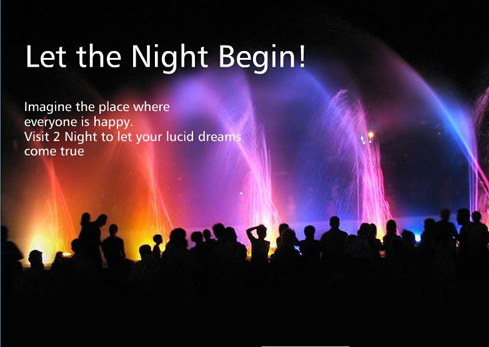 Let the Night Begin!
Imagine the place where
everyone is happy.
Visit 2 Night to let your lucid dreams
come true